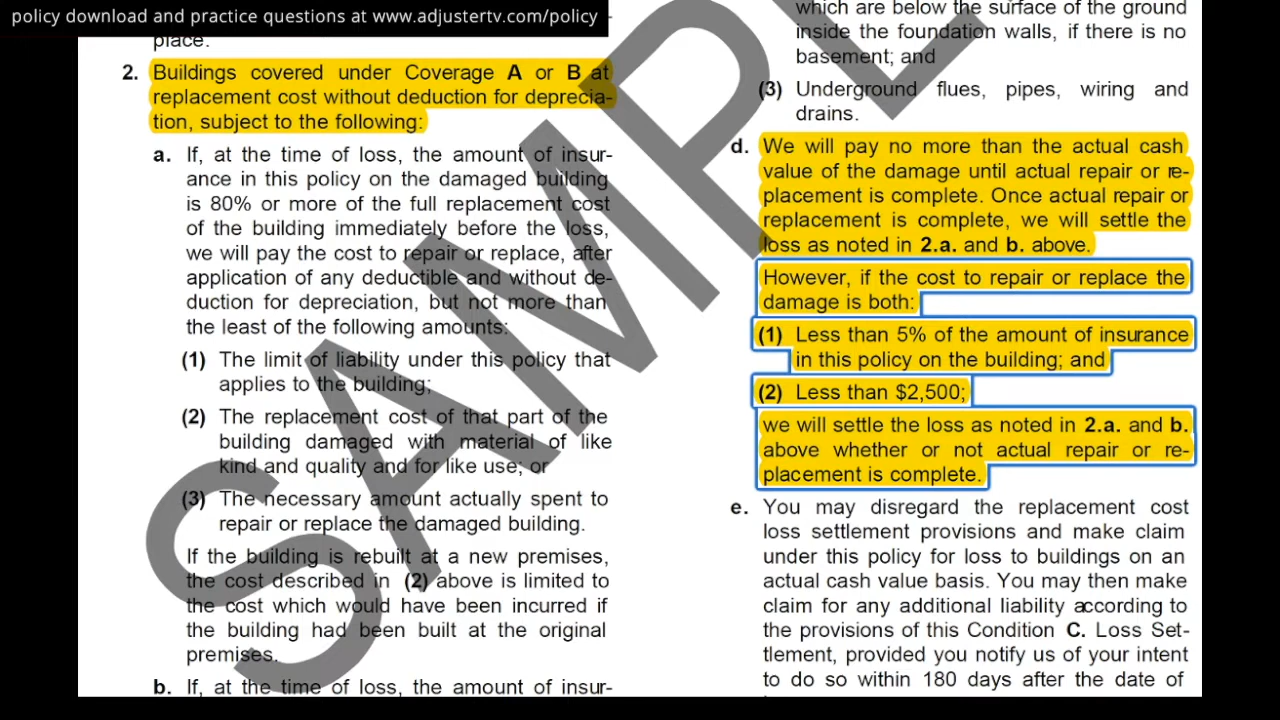 policy download and practice questions at www.adjustertv.com/policy
place.
2. Buildings covered under Coverage A or B at
replacement cost without deduction for deprecia-
tion, subject to the following:
a. If, at the time of loss, the amount of insur-
ance in this policy on the damaged building
is 80% or more of the full replacement cost
of the building immediately before the loss,
we will pay the cost to repair or replace, after
application of any deductible and without de-
duction for depreciation, but not more than
the least of the following amounts:
(1) The limit of liability under this policy that
applies to the building;
(2) The replacement cost of that part of the
building damaged with material of like
kind and quality and for like use; or
(3) The necessary amount actually spent to
repair or replace the damaged building.
If the building is rebuilt at a new premises,
the cost described in (2) above is limited to
the cost which would have been incurred if
the building had been built at the original
premises.
b. If, at the time of loss, the amount of insur-
which are below the surface of the ground
inside the foundation walls, if there is no
basement; and
(3) Underground flues, pipes, wiring and
drains.
d. We will pay no more than the actual cash
value of the damage until actual repair or re-
placement is complete. Once actual repair or
replacement is complete, we will settle the
loss as noted in 2.a. and b. above.
However, if the cost to repair or replace the
damage is both:
(1) Less than 5% of the amount of insurance
in this policy on the building; and
(2) Less than $2,500;
we will settle the loss as noted in 2.a. and b.
above whether or not actual repair or re-
placement is complete.
e. You may disregard the replacement cost
loss settlement provisions and make claim
under this policy for loss to buildings on an
actual cash value basis. You may then make
claim for any additional liability according to
the provisions of this Condition C. Loss Set-
tlement, provided you notify us of your intent
to do so within 180 days after the date of
SAMPL